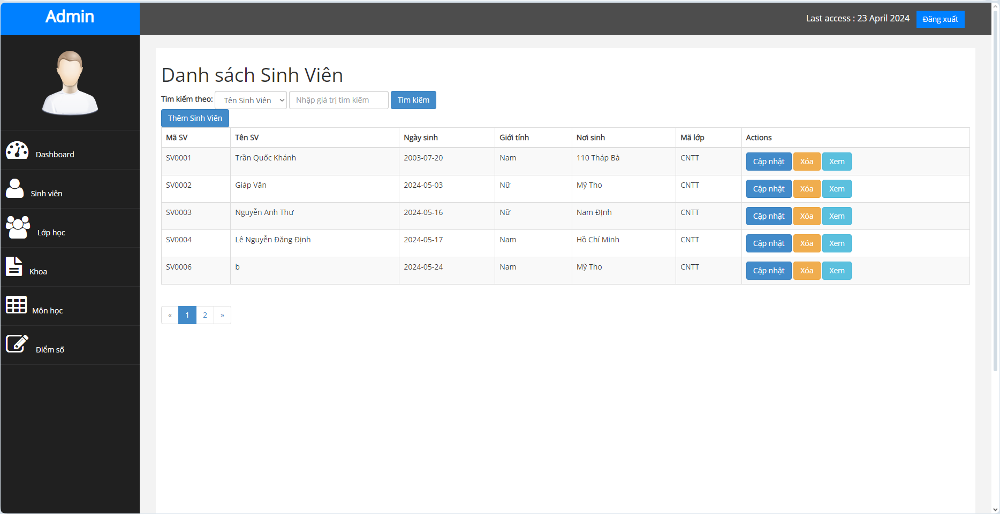 Admin
Last access : 23 April 2024 Đăng xuất
Danh sách Sinh Viên
Tìm kiếm theo: Tên Sinh Viên Nhập giá trị tìm kiếm Tìm kiếm
Thêm Sinh Viên
Mã SV Tên SV Ngày sinh Giới tính Nơi sinh Mã lớp Actions
SV0001 Trần Quốc Khánh 2003-07-20 Nam 110 Tháp Bà CNTT Cập nhật Xóa Xem
SV0002 Giáp Văn 2024-05-03 Nữ Mỹ Tho CNTT Cập nhật Xóa Xem
SV0003 Nguyễn Anh Thư 2024-05-16 Nữ Nam Định CNTT Cập nhật Xóa Xem
SV0004 Lê Nguyễn Đăng Định 2024-05-17 Nam Hồ Chí Minh CNTT Cập nhật Xóa Xem
SV0006 b 2024-05-24 Nam Mỹ Tho CNTT Cập nhật Xóa Xem
« 1 2 »
Dashboard
Sinh viên
Lớp học
Khoa
Môn học
Điểm số